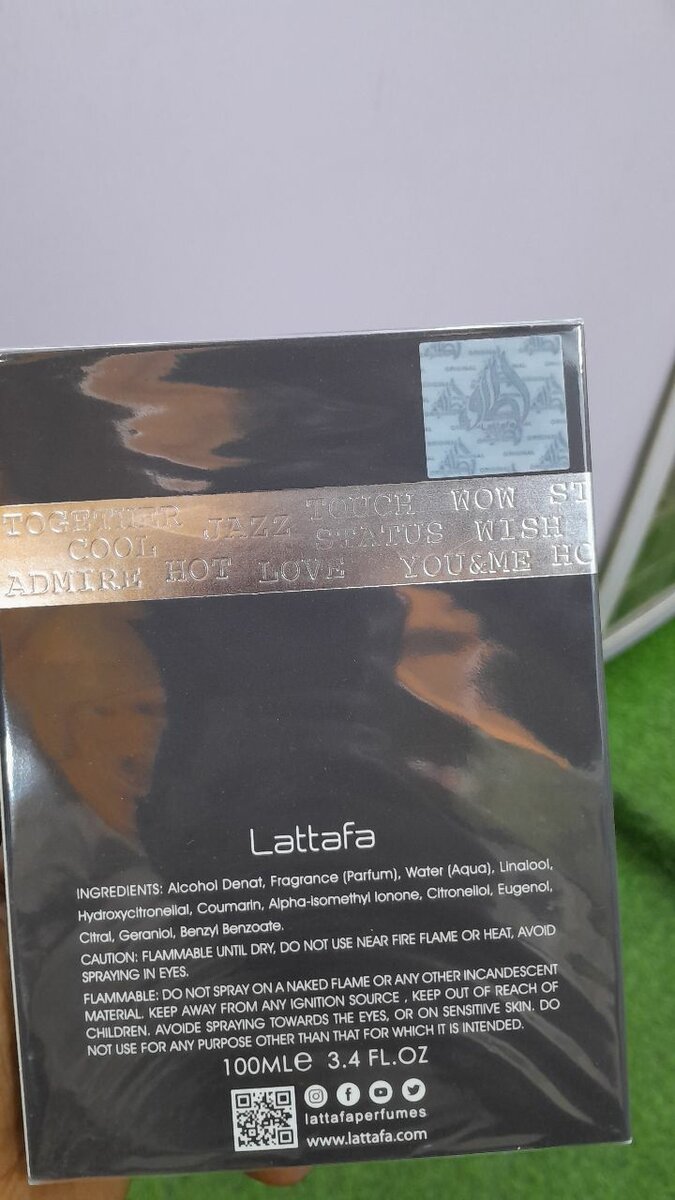 ORIGINAL
TOGETHER JAZZ TOUCH WOW ST
COOL STATUS WISH
ADMIRE HOT LOVE YOU&ME HO
Lattafa
INGREDIENTS: Alcohol Denat, Fragrance (Parfum), Water (Aqua), Linalool,
Hydroxycitronellal, Coumarin, Alpha-isomethyl Ionone, Citronellol, Eugenol,
Citral, Geraniol, Benzyl Benzoate.
CAUTION: FLAMMABLE UNTIL DRY, DO NOT USE NEAR FIRE FLAME OR HEAT, AVOID
SPRAYING IN EYES.
FLAMMABLE: DO NOT SPRAY ON A NAKED FLAME OR ANY OTHER INCANDESCENT
MATERIAL. KEEP AWAY FROM ANY IGNITION SOURCE , KEEP OUT OF REACH OF
CHILDREN. AVOIDE SPRAYING TOWARDS THE EYES, OR ON SENSITIVE SKIN. DO
NOT USE FOR ANY PURPOSE OTHER THAN THAT FOR WHICH IT IS INTENDED.
100MLe 3.4 FL.OZ
lattafaperfumes
www.lattafa.com